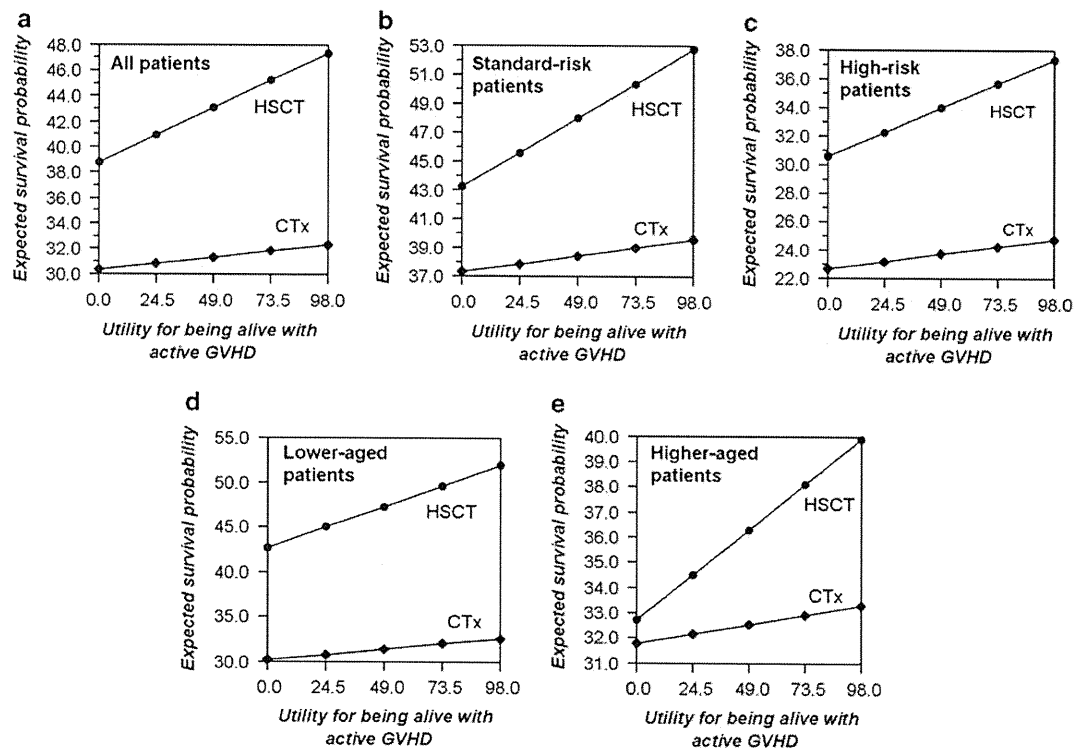 a
Expected survival probability
48.0
46.0
44.0
42.0
40.0
38.0
36.0
34.0
32.0
30.0
All patients
HSCT
CTx
0.0 24.5 49.0 73.5 98.0
Utility for being alive with
active GVHD
b
Expected survival probability
53.0
51.0
49.0
47.0
45.0
43.0
41.0
39.0
37.0
Standard-risk
patients
HSCT
CTx
0.0 24.5 49.0 73.5 98.0
Utility for being alive with
active GVHD
c
Expected survival probability
38.0
36.0
34.0
32.0
30.0
28.0
26.0
24.0
22.0
High-risk
patients
HSCT
CTx
0.0 24.5 49.0 73.5 98.0
Utility for being alive with
active GVHD
d
Expected survival probability
55.0
50.0
45.0
40.0
35.0
30.0
Lower-aged
patients
HSCT
CTx
0.0 24.5 49.0 73.5 98.0
Utility for being alive with
active GVHD
e
Expected survival probability
40.0
39.0
38.0
37.0
36.0
35.0
34.0
33.0
32.0
31.0
Higher-aged
patients
HSCT
CTx
0.0 24.5 49.0 73.5 98.0
Utility for being alive with
active GVHD